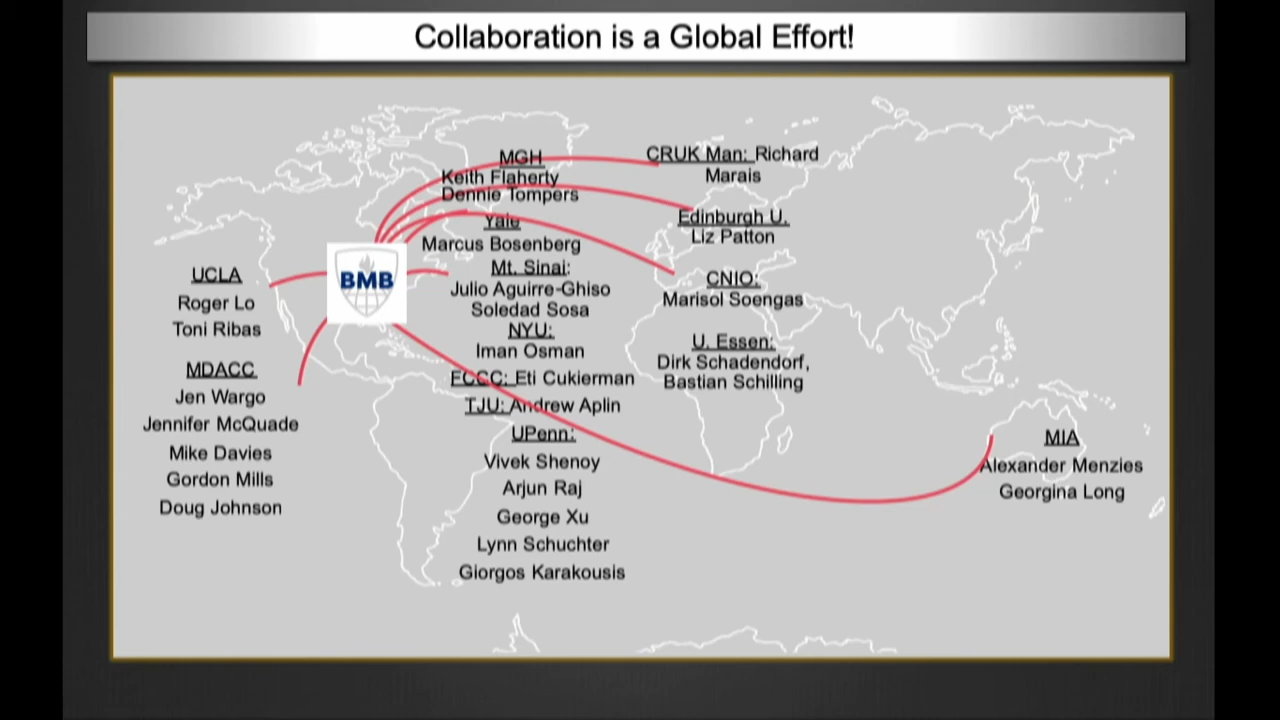 Collaboration is a Global Effort!
BMB
UCLA
Roger Lo
Toni Ribas
MDACC
Jen Wargo
Jennifer McQuade
Mike Davies
Gordon Mills
Doug Johnson
MGH
Keith Flaherty
Dennie Tompers
Yale
Marcus Bosenberg
Mt. Sinai:
Julio Aguirre-Ghiso
Soledad Sosa
NYU:
Iman Osman
FCCC: Eti Cukierman
TJU: Andrew Aplin
UPenn:
Vivek Shenoy
Arjun Raj
George Xu
Lynn Schuchter
Giorgos Karakousis
CRUK Man: Richard
Marais
Edinburgh U.
Liz Patton
CNIO:
Marisol Soengas
U. Essen:
Dirk Schadendorf,
Bastian Schilling
MIA
Alexander Menzies
Georgina Long